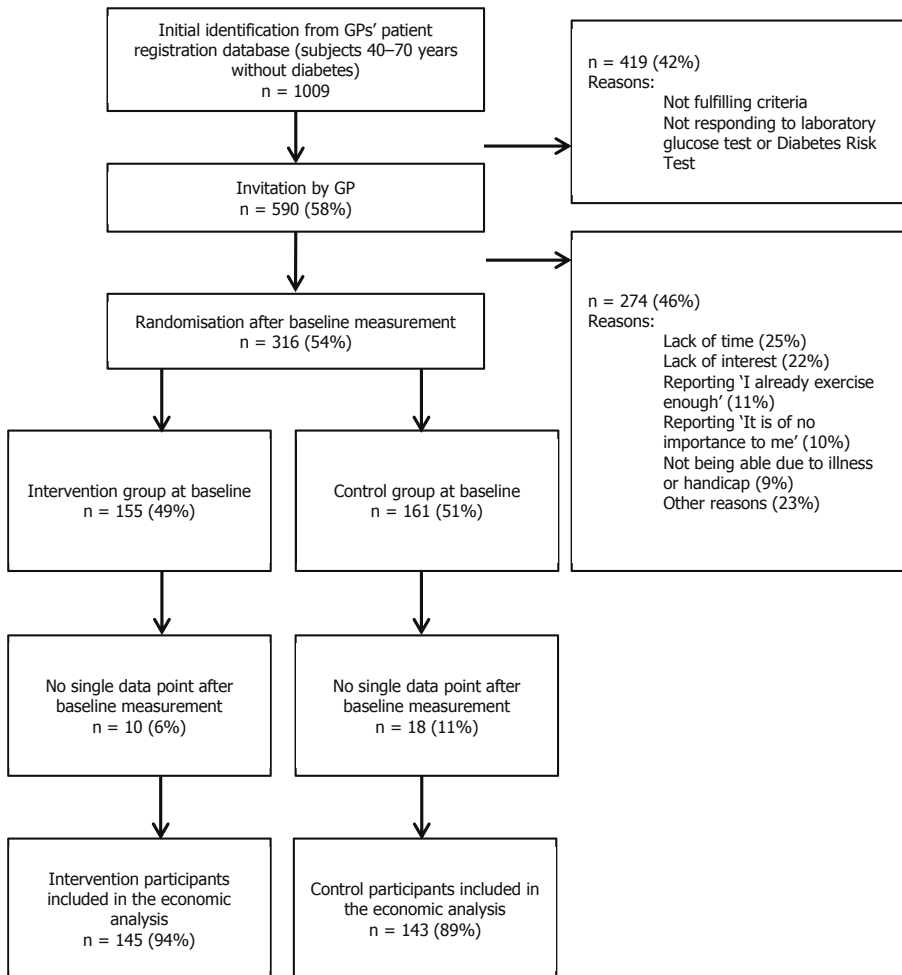 Initial identification from GPs’ patient
registration database (subjects 40–70 years
without diabetes)
n = 1009
n = 419 (42%)
Reasons:
Not fulfilling criteria
Not responding to laboratory
glucose test or Diabetes Risk
Test
Invitation by GP
n = 590 (58%)
n = 274 (46%)
Reasons:
Lack of time (25%)
Lack of interest (22%)
Reporting ‘I already exercise
enough’ (11%)
Reporting ‘It is of no
importance to me’ (10%)
Not being able due to illness
or handicap (9%)
Other reasons (23%)
Randomisation after baseline measurement
n = 316 (54%)
Intervention group at baseline
n = 155 (49%)
Control group at baseline
n = 161 (51%)
No single data point after
baseline measurement
n = 10 (6%)
No single data point after
baseline measurement
n = 18 (11%)
Intervention participants
included in the economic
analysis
n = 145 (94%)
Control participants included in
the economic analysis
n = 143 (89%)